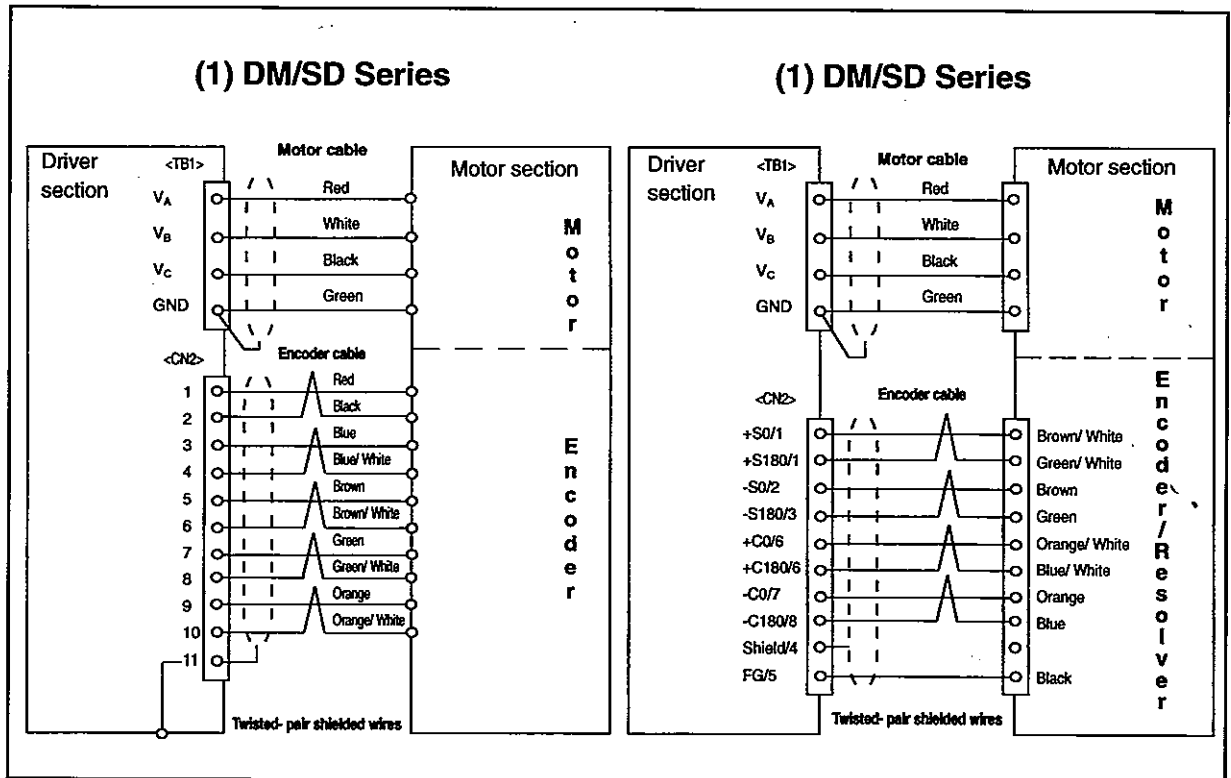 (1) DM/SD Series
Driver section
<TB1>
Motor cable
Motor section
VA
Red
VB
White
VC
Black
GND
Green
Motor
<CN2>
Encoder cable
1
Red
2
Black
3
Blue
4
Blue/ White
5
Brown
6
Brown/ White
7
Green
8
Green/ White
9
Orange
10
Orange/ White
11
Encoder
Twisted- pair shielded wires
(1) DM/SD Series
Driver section
<TB1>
Motor cable
Motor section
VA
Red
VB
White
VC
Black
GND
Green
Motor
<CN2>
Encoder cable
+S0/1
Brown/ White
+S180/1
Green/ White
-S0/2
Brown
-S180/3
Green
+C0/6
Orange/ White
+C180/6
Blue/ White
-C0/7
Orange
-C180/8
Blue
Shield/4
FG/5
Black
Encoder/Resolver
Twisted- pair shielded wires